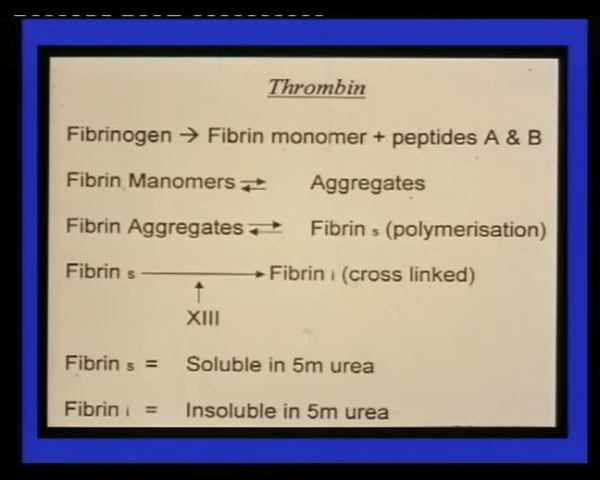 Thrombin
Fibrinogen → Fibrin monomer + peptides A & B
Fibrin Manomers ⇌ Aggregates
Fibrin Aggregates ⇌ Fibrin s (polymerisation)
Fibrin s → Fibrin i (cross linked)
↑
XIII
Fibrin s = Soluble in 5m urea
Fibrin i = Insoluble in 5m urea